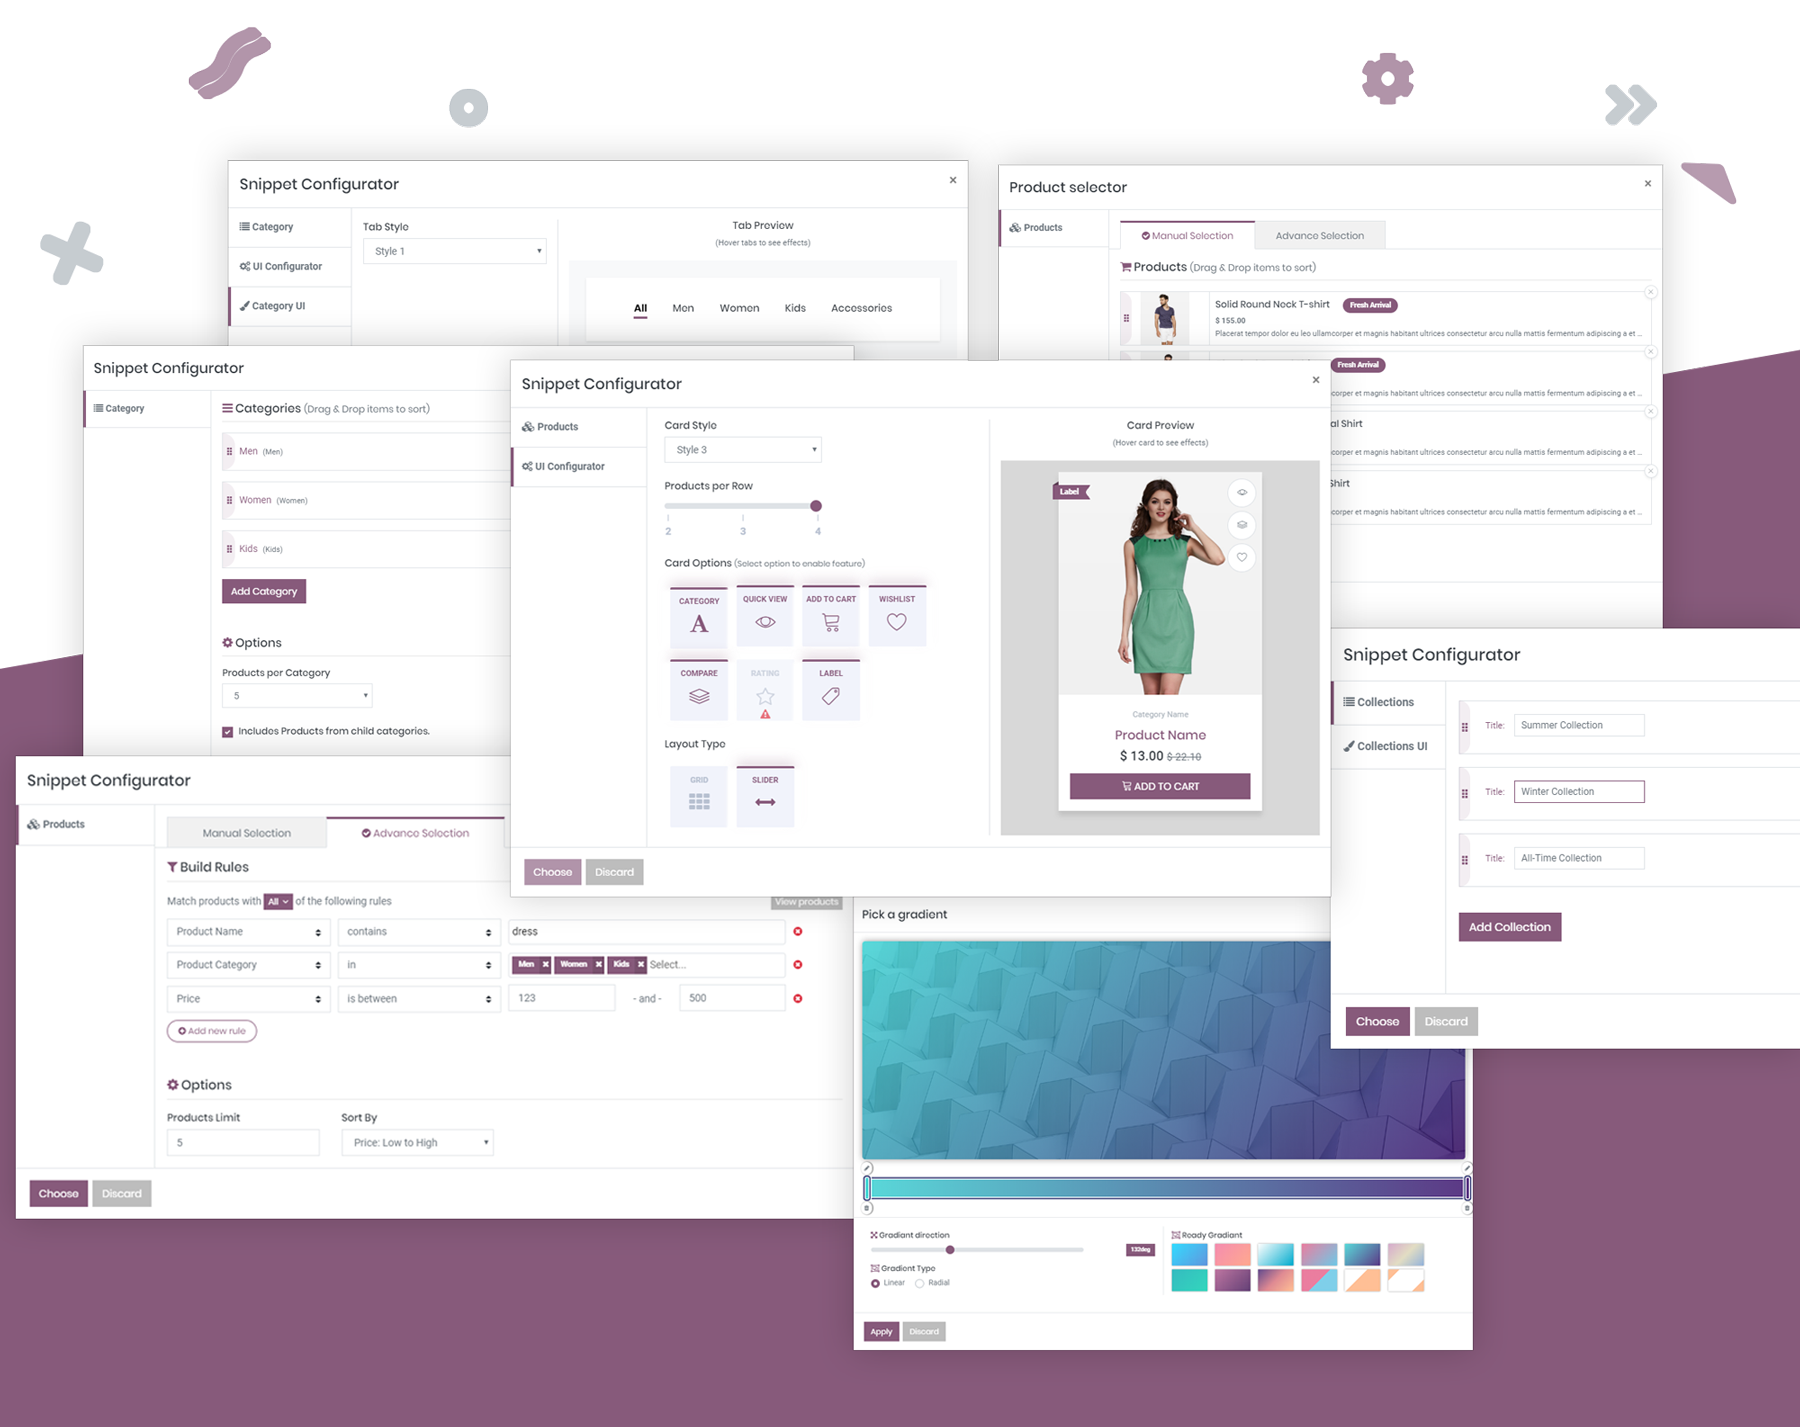 Snippet Configurator
×
Category
UI Configurator
Category UI
Tab Style
Style 1
Tab Preview
(Hover tabs to see effects)
All Men Women Kids Accessories
Product selector
×
Products
Manual Selection
Advance Selection
Products (Drag & Drop items to sort)
Solid Round Neck T-shirt Fresh Arrival
$ 155.00
Placerat tempor dolor eu leo ullamcorper et magnis habitant ultrices consectetur arcu nulla mattis fermentum adipiscing a et ...
Fresh Arrival
corper et magnis habitant ultrices consectetur arcu nulla mattis fermentum adipiscing a et ...
al Shirt
corper et magnis habitant ultrices consectetur arcu nulla mattis fermentum adipiscing a et ...
Shirt
corper et magnis habitant ultrices consectetur arcu nulla mattis fermentum adipiscing a et ...
Snippet Configurator
Category
Categories (Drag & Drop items to sort)
Men (Men)
Women (Women)
Kids (Kids)
Add Category
Options
Products per Category
5
Includes Products from child categories.
Snippet Configurator
×
Products
UI Configurator
Card Style
Style 3
Products per Row
2 3 4
Card Options (Select option to enable feature)
CATEGORY
A
QUICK VIEW
ADD TO CART
WISHLIST
COMPARE
RATING
LABEL
Layout Type
GRID
SLIDER
Card Preview
(Hover card to see effects)
Label
Category Name
Product Name
$ 13.00 $ 22.10
ADD TO CART
Choose
Discard
Snippet Configurator
Collections
Collections UI
Title: Summer Collection
Title: Winter Collection
Title: All-Time Collection
Add Collection
Choose
Discard
Snippet Configurator
Products
Manual Selection
Advance Selection
Build Rules
Match products with All of the following rules
View products
Product Name contains dress
Product Category in Men × Women × Kids × Select...
Price is between 123 - and - 500
Add new rule
Options
Products Limit
5
Sort By
Price: Low to High
Choose
Discard
Pick a gradient
Gradiant direction
132deg
Gradient Type
Linear
Radial
Ready Gradient
Apply
Discard